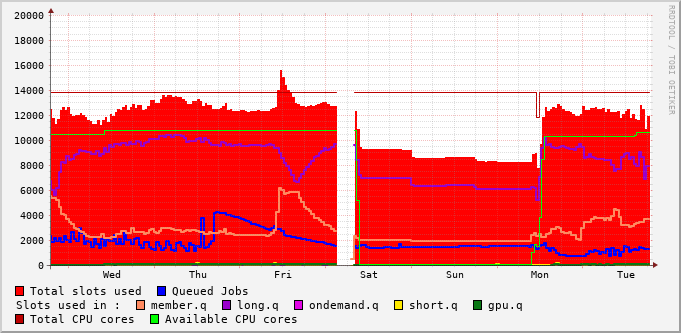 20000
18000
16000
14000
12000
10000
8000
6000
4000
2000
0
Wed Thu Fri Sat Sun Mon Tue
RRDTOOL / TOBI OETIKER
Total slots used Queued Jobs
Slots used in : member.q long.q ondemand.q short.q gpu.q
Total CPU cores Available CPU cores